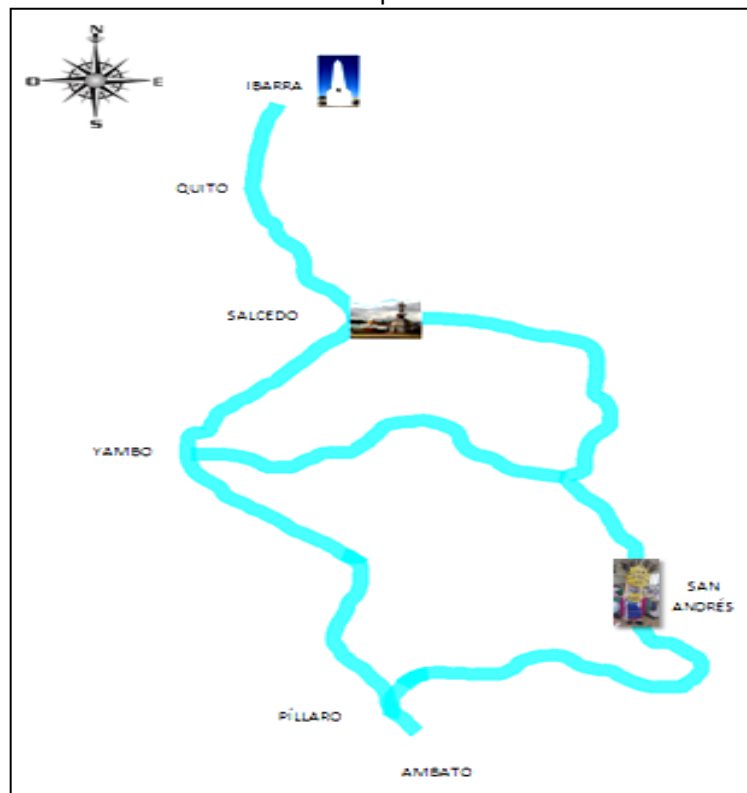 N
O
E
S
IBARRA
QUITO
SALCEDO
YAMBO
SAN
ANDRÉS
PÍLLARO
AMBATO